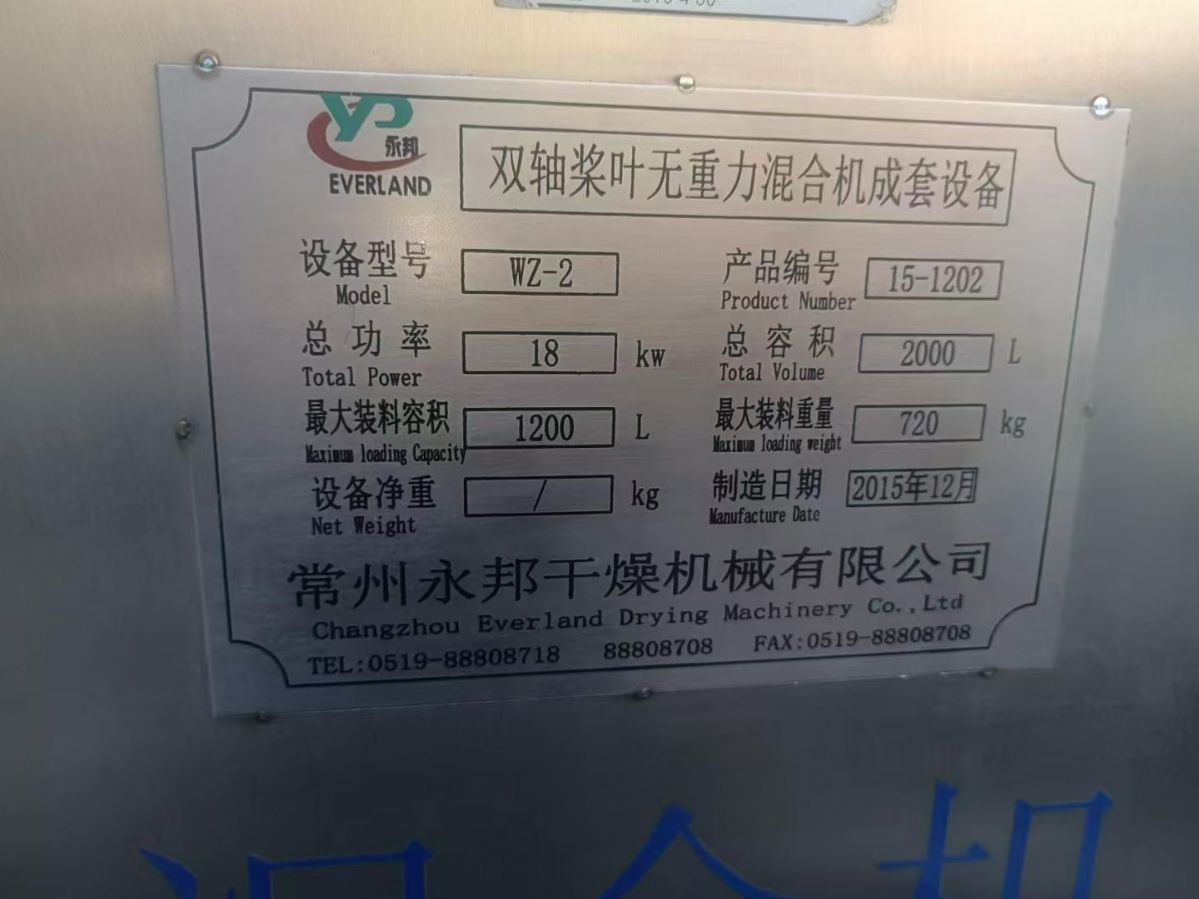 永邦
EVERLAND
双轴桨叶无重力混合机成套设备
设备型号 WZ-2 产品编号 15-1202
Model Product Number
总功率 18 kw 总容积 2000 L
Total Power Total Volume
最大装料容积 1200 L 最大装料重量 720 kg
Maximum loading Capacity Maximum loading weight
设备净重 / kg 制造日期 2015年12月
Net Weight Manufacture Date
常州永邦干燥机械有限公司
Changzhou Everland Drying Machinery Co.,Ltd
TEL:0519-88808718 88808708 FAX:0519-88808708
混合机